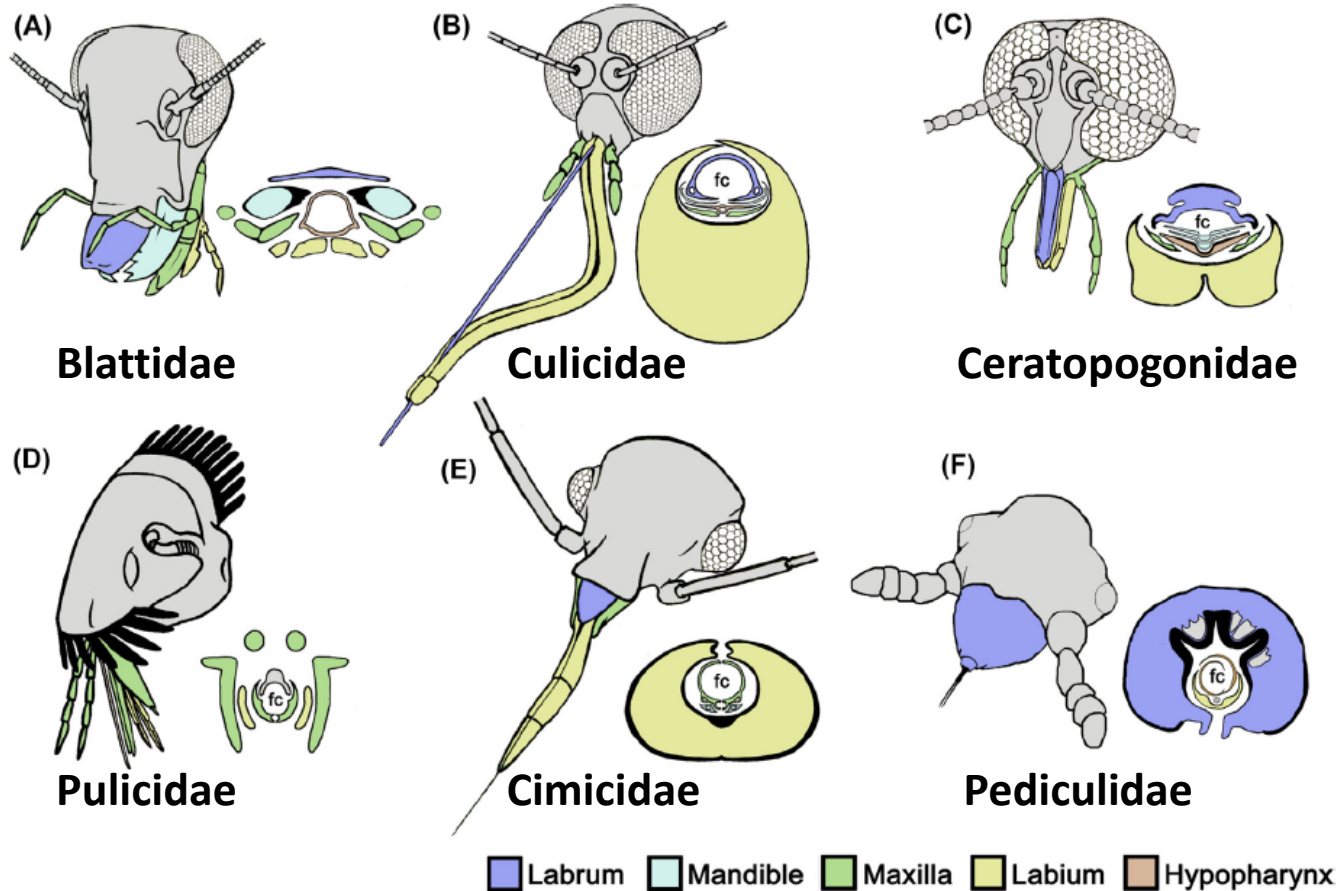 (A)
(B)
(C)
fc
fc
Blattidae
Culicidae
Ceratopogonidae
(D)
(E)
(F)
fc
fc
fc
Pulicidae
Cimicidae
Pediculidae
Labrum Mandible Maxilla Labium Hypopharynx